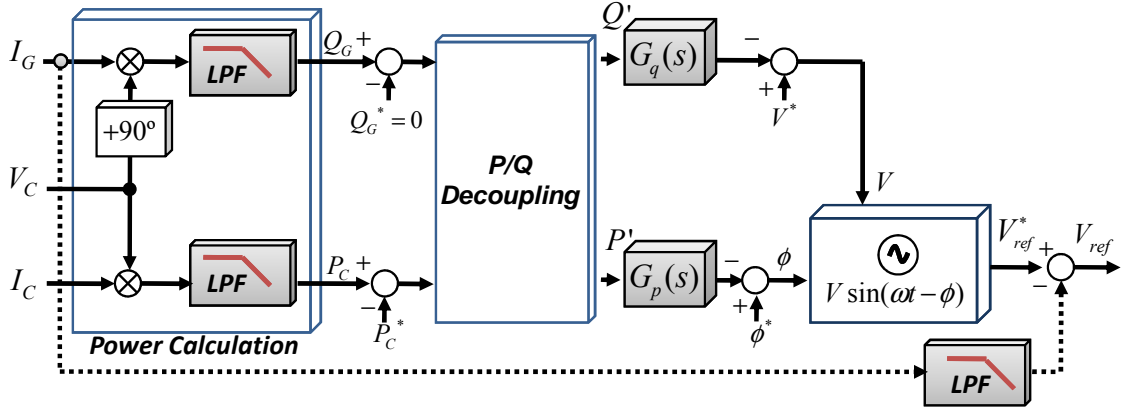 I_G
LPF
Q_G +
−
Q_G^* = 0
Q'
G_q(s)
−
+
V^*
+90º
V_C
P/Q
Decoupling
V
I_C
LPF
P_C +
−
P_C^*
P'
G_p(s)
−
+
ϕ^*
ϕ
V sin(ωt − ϕ)
V_ref^*
+
−
V_ref
Power Calculation
LPF